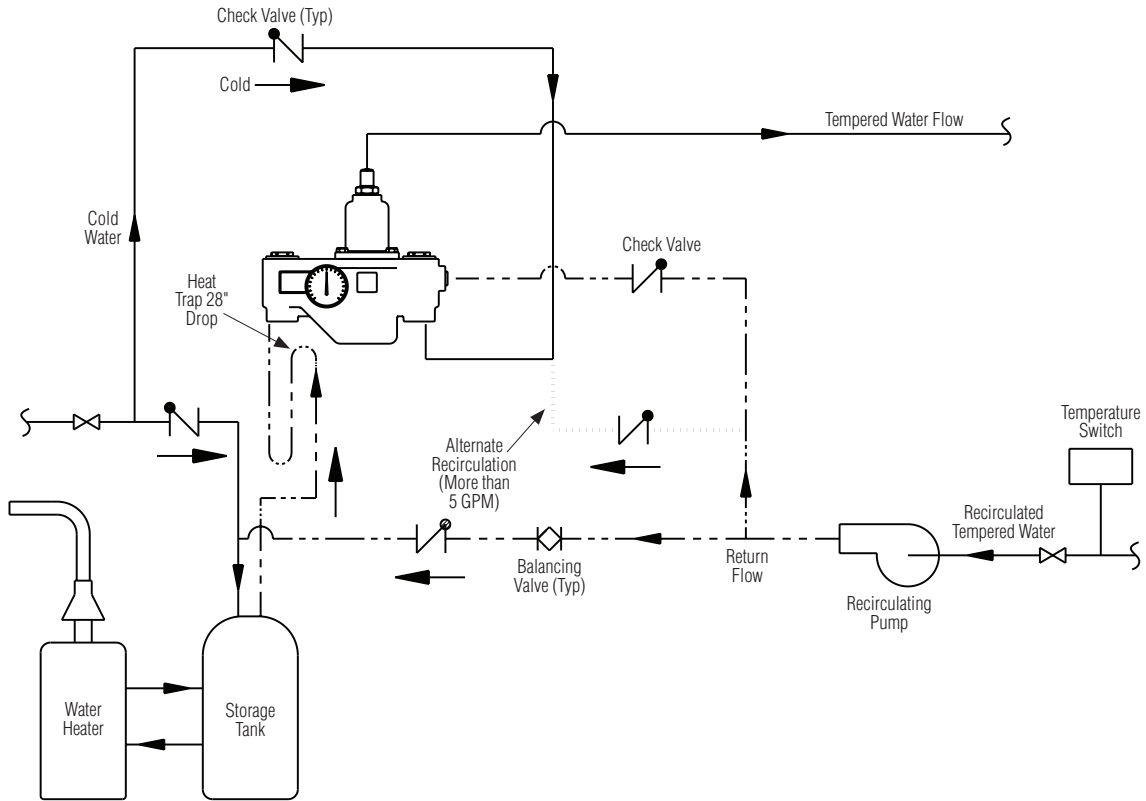 Check Valve (Typ)
Cold
Tempered Water Flow
Cold
Water
Check Valve
Heat
Trap 28"
Drop
Temperature
Switch
Alternate
Recirculation
(More than
5 GPM)
Recirculated
Tempered Water
Balancing
Valve (Typ)
Return
Flow
Recirculating
Pump
Water
Heater
Storage
Tank